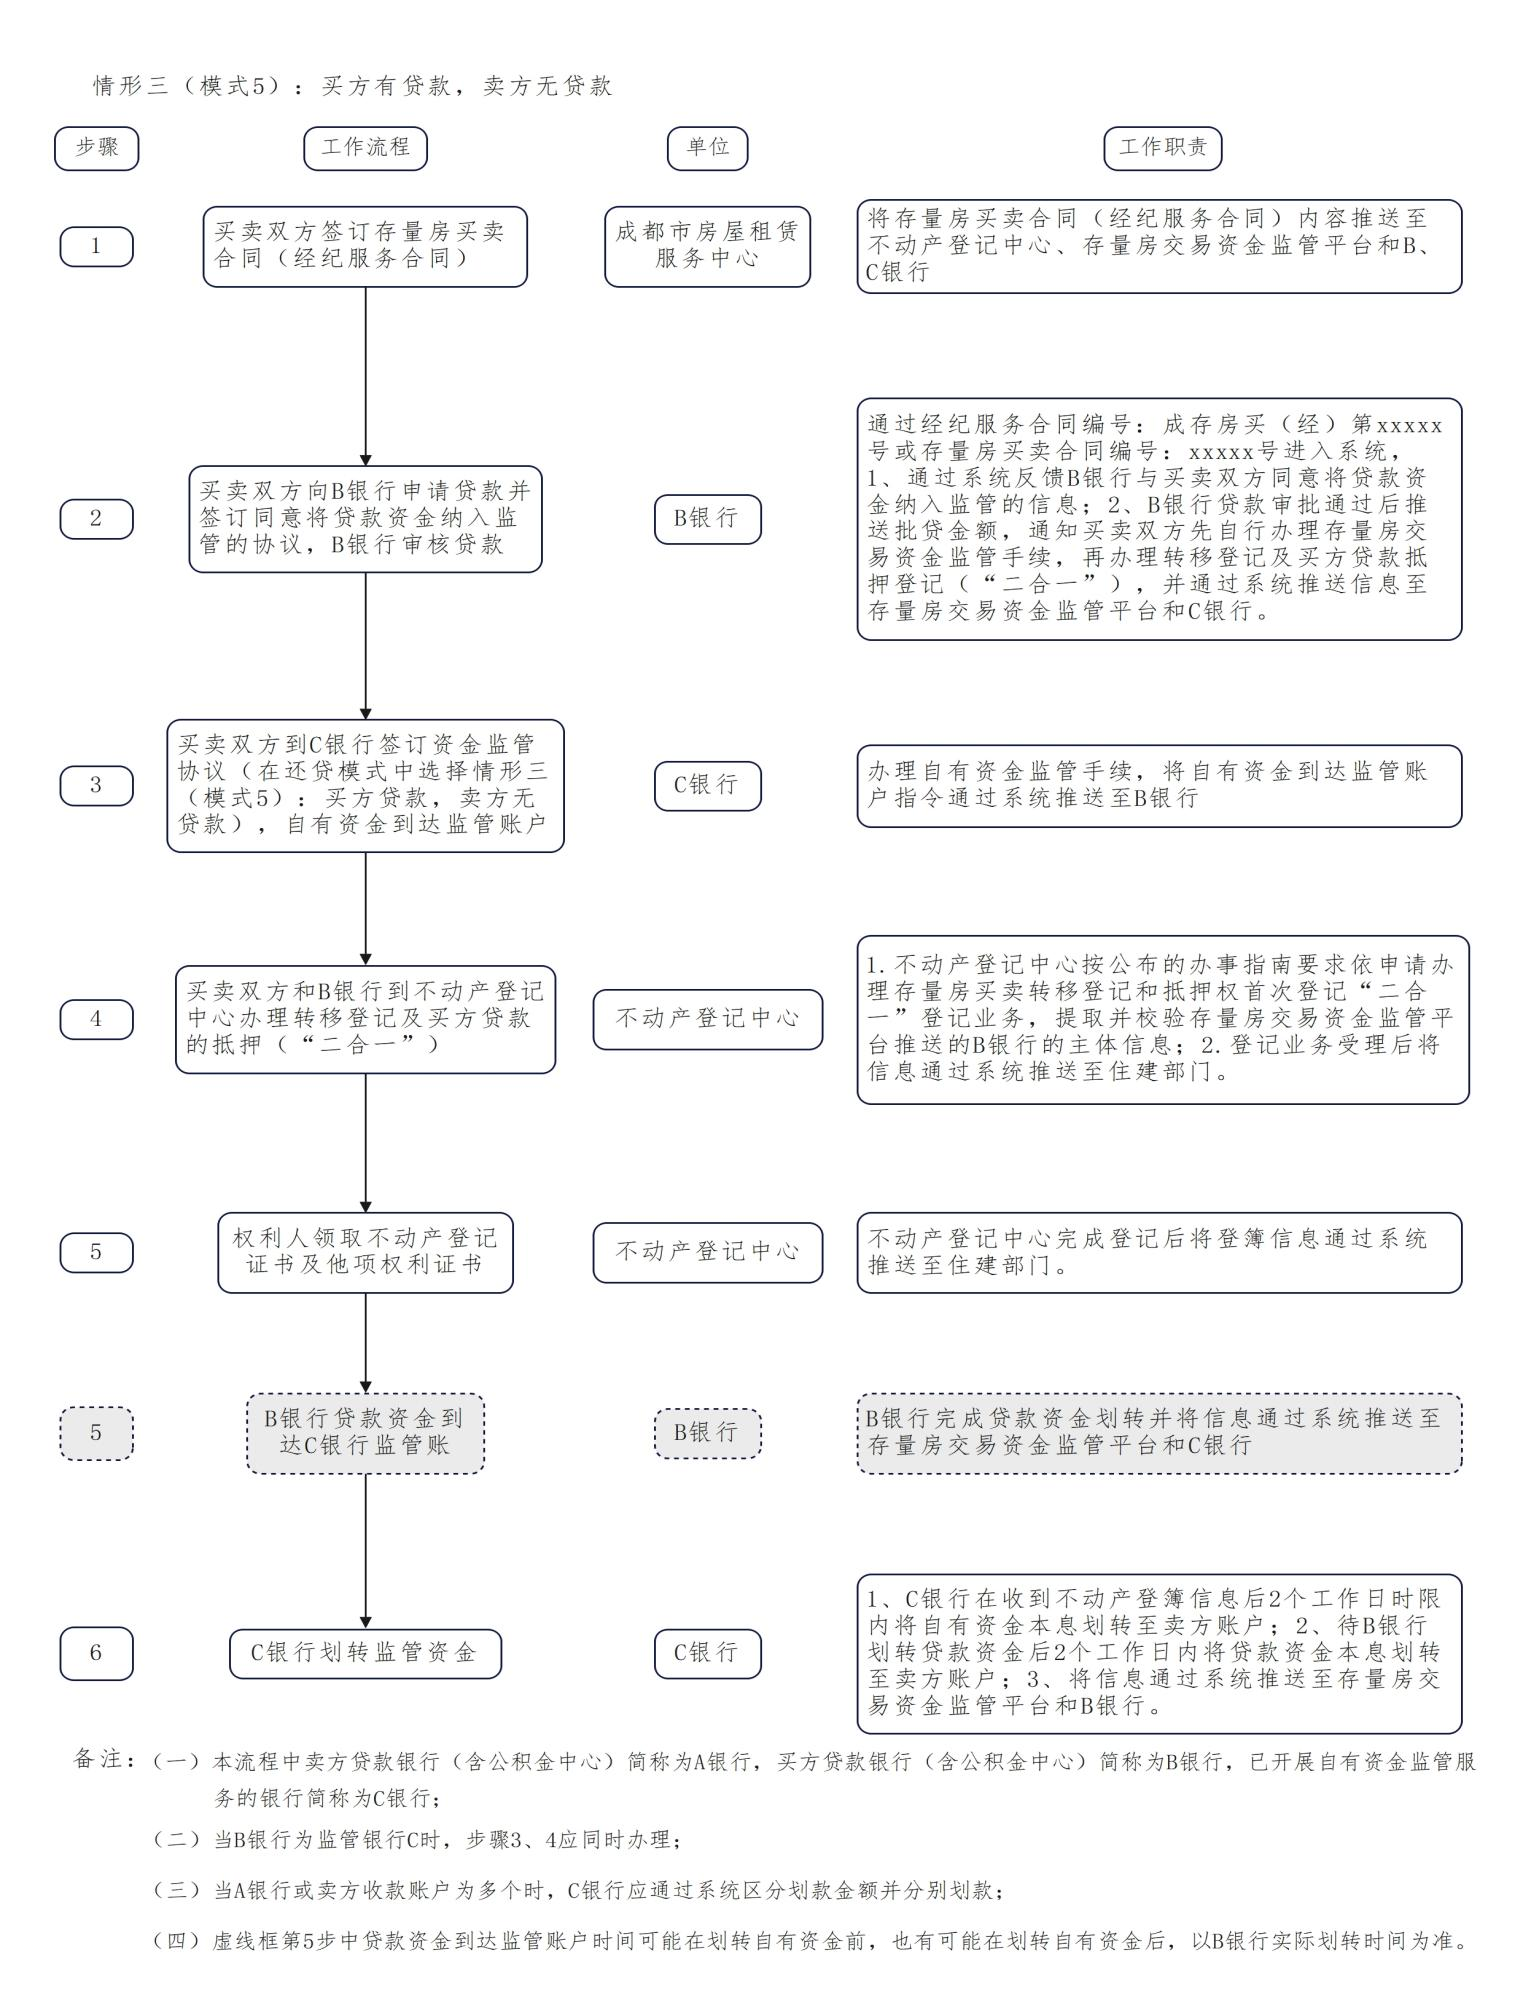 情形三（模式5）：买方有贷款，卖方无贷款
步骤
工作流程
单位
工作职责
1
买卖双方签订存量房买卖
合同（经纪服务合同）
成都市房屋租赁
服务中心
将存量房买卖合同（经纪服务合同）内容推送至
不动产登记中心、存量房交易资金监管平台和B、
C银行
2
买卖双方向B银行申请贷款并
签订同意将贷款资金纳入监
管的协议，B银行审核贷款
B银行
通过经纪服务合同编号：成存房买（经）第xxxxx
号或存量房买卖合同编号：xxxxx号进入系统，
1、通过系统反馈B银行与买卖双方同意将贷款资
金纳入监管的信息；2、B银行贷款审批通过后推
送批贷金额，通知买卖双方先自行办理存量房交
易资金监管手续，再办理转移登记及买方贷款抵
押登记（“二合一”），并通过系统推送信息至
存量房交易资金监管平台和C银行。
3
买卖双方到C银行签订资金监管
协议（在还贷模式中选择情形三
（模式5）：买方贷款，卖方无
贷款），自有资金到达监管账户
C银行
办理自有资金监管手续，将自有资金到达监管账
户指令通过系统推送至B银行
4
买卖双方和B银行到不动产登记
中心办理转移登记及买方贷款
的抵押（“二合一”）
不动产登记中心
1.不动产登记中心按公布的办事指南要求依申请办
理存量房买卖转移登记和抵押权首次登记“二合
一”登记业务，提取并校验存量房交易资金监管平
台推送的B银行的主体信息；2.登记业务受理后将
信息通过系统推送至住建部门。
5
权利人领取不动产登记
证书及他项权利证书
不动产登记中心
不动产登记中心完成登记后将登簿信息通过系统
推送至住建部门。
5
B银行贷款资金到
达C银行监管账
B银行
B银行完成贷款资金划转并将信息通过系统推送至
存量房交易资金监管平台和C银行
6
C银行划转监管资金
C银行
1、C银行在收到不动产登簿信息后2个工作日时限
内将自有资金本息划转至卖方账户；2、待B银行
划转贷款资金后2个工作日内将贷款资金本息划转
至卖方账户；3、将信息通过系统推送至存量房交
易资金监管平台和B银行。
备注：（一）本流程中卖方贷款银行（含公积金中心）简称为A银行，买方贷款银行（含公积金中心）简称为B银行，已开展自有资金监管服
务的银行简称为C银行；
（二）当B银行为监管银行C时，步骤3、4应同时办理；
（三）当A银行或卖方收款账户为多个时，C银行应通过系统区分划款金额并分别划款；
（四）虚线框第5步中贷款资金到达监管账户时间可能在划转自有资金前，也有可能在划转自有资金后，以B银行实际划转时间为准。